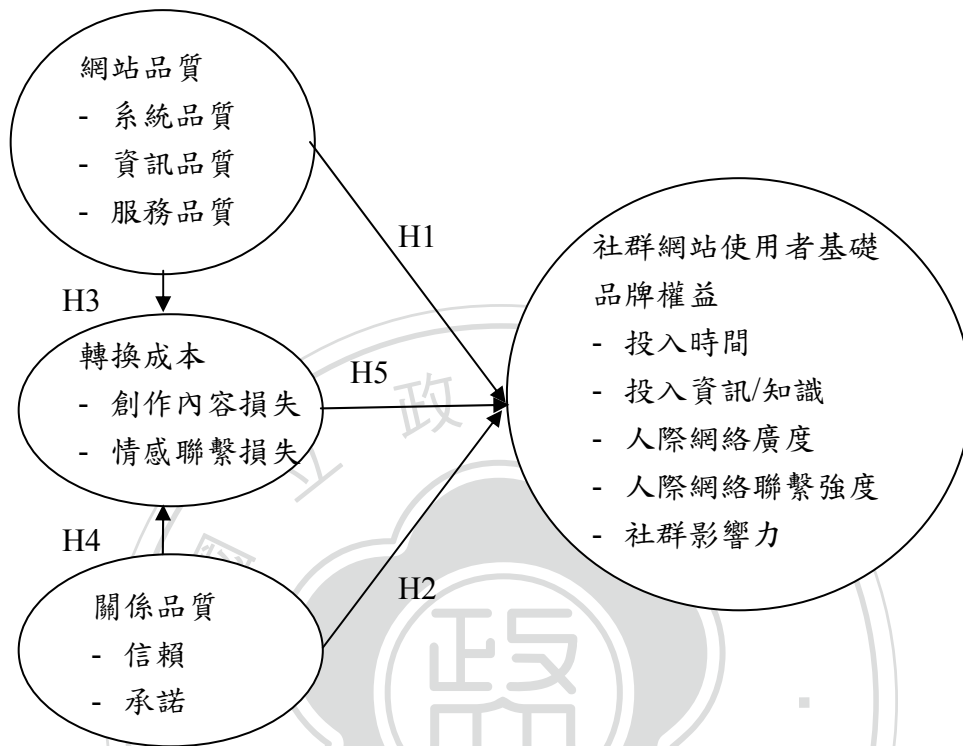 網站品質
- 系統品質
- 資訊品質
- 服務品質
H1
社群網站使用者基礎
品牌權益
- 投入時間
- 投入資訊/知識
- 人際網絡廣度
- 人際網絡聯繫強度
- 社群影響力
H3
轉換成本
- 創作內容損失
- 情感聯繫損失
H5
政
立
H4
關係品質
- 信賴
- 承諾
H2